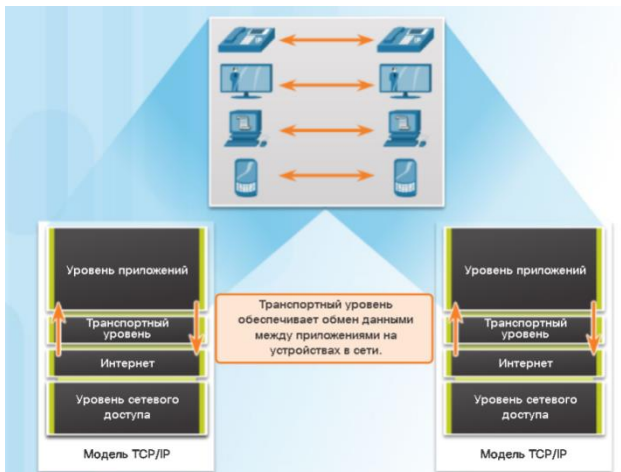 Уровень приложений
Транспортный
уровень
Интернет
Уровень сетевого
доступа
Модель TCP/IP
Транспортный уровень
обеспечивает обмен данными
между приложениями на
устройствах в сети.
Уровень приложений
Транспортный
уровень
Интернет
Уровень сетевого
доступа
Модель TCP/IP